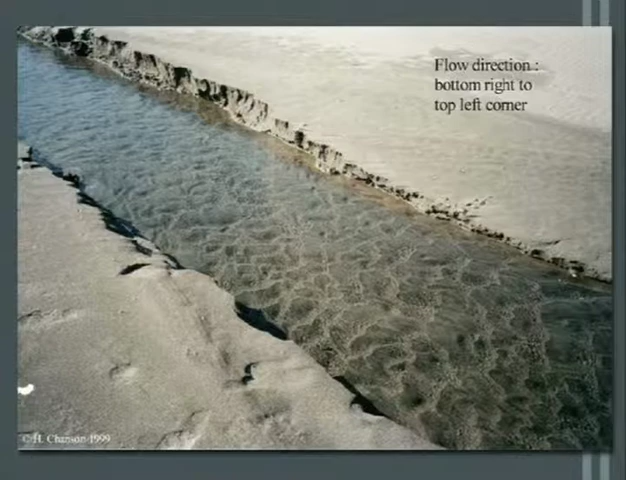 Flow direction :
bottom right to
top left corner
©H. Chanson 1999